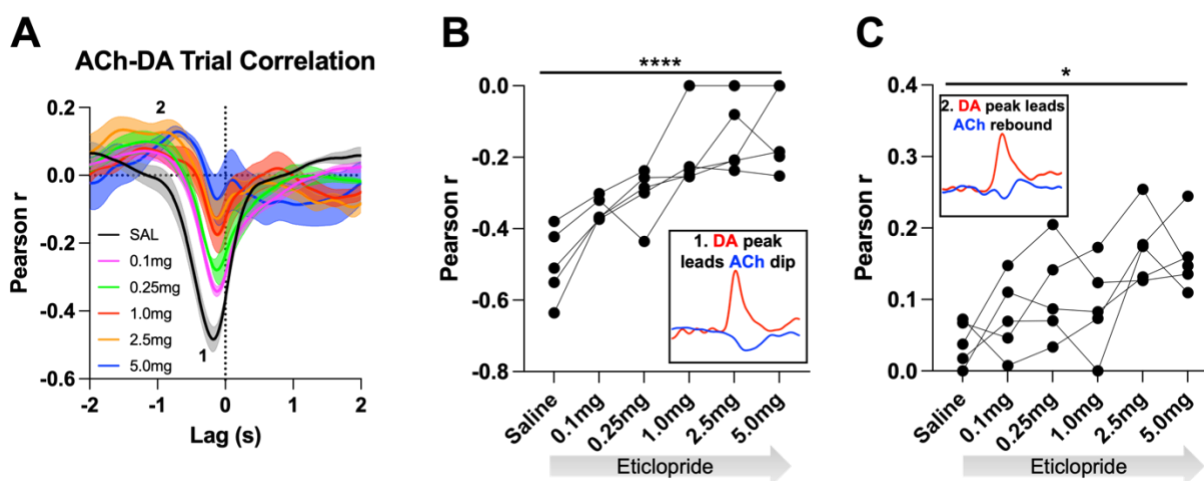 A
ACh-DA Trial Correlation
0.2
0.0
-0.2
-0.4
-0.6
Pearson r
2
1
SAL
0.1mg
0.25mg
1.0mg
2.5mg
5.0mg
-2
-1
0
1
2
Lag (s)
B
****
0.0
-0.2
-0.4
-0.6
-0.8
Pearson r
1. DA peak
leads ACh dip
Saline
0.1mg
0.25mg
1.0mg
2.5mg
5.0mg
Eticlopride
C
*
0.4
0.3
0.2
0.1
0.0
Pearson r
2. DA peak leads
ACh rebound
Saline
0.1mg
0.25mg
1.0mg
2.5mg
5.0mg
Eticlopride